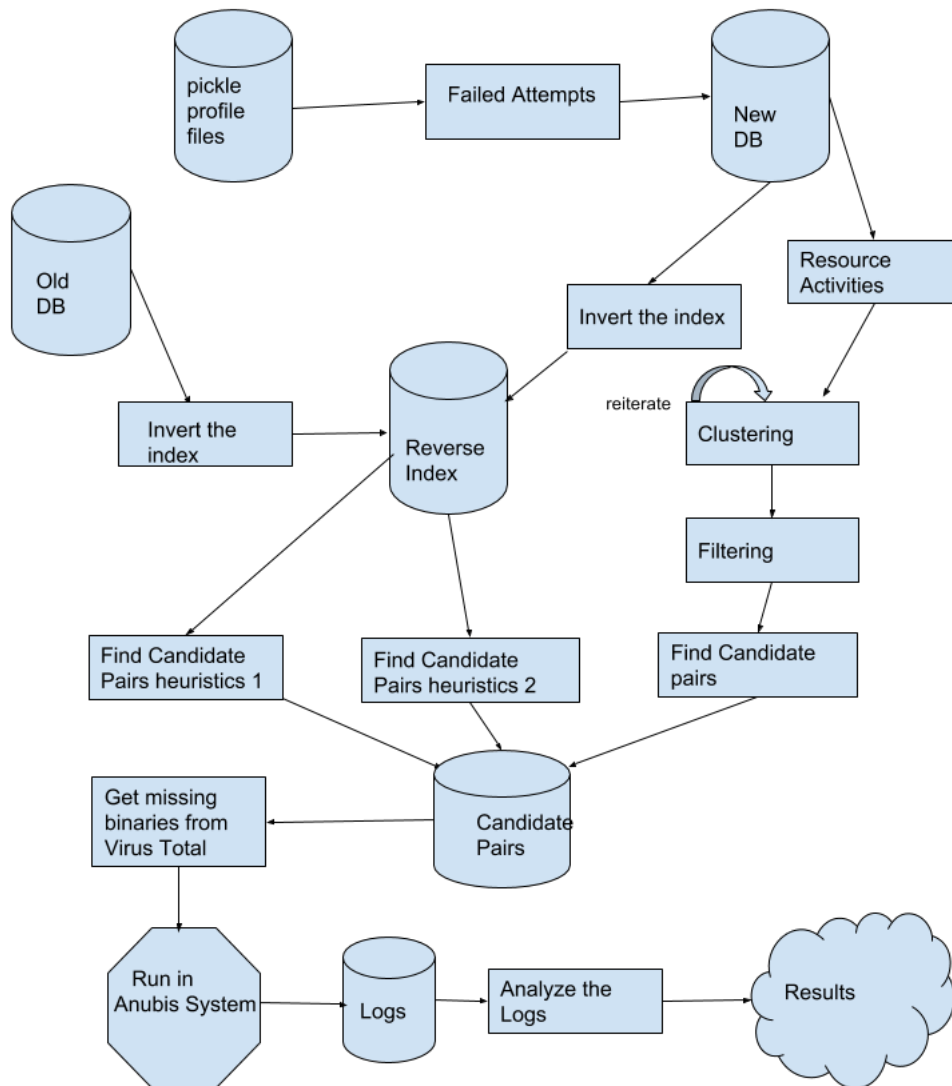 pickle
profile
files
Failed Attempts
New
DB
Old
DB
Resource
Activities
Invert the index
reiterate
Clustering
Invert the
index
Reverse
Index
Filtering
Find Candidate
Pairs heuristics 1
Find Candidate
Pairs heuristics 2
Find Candidate
pairs
Get missing
binaries from
Virus Total
Candidate
Pairs
Run in
Anubis System
Logs
Analyze the
Logs
Results